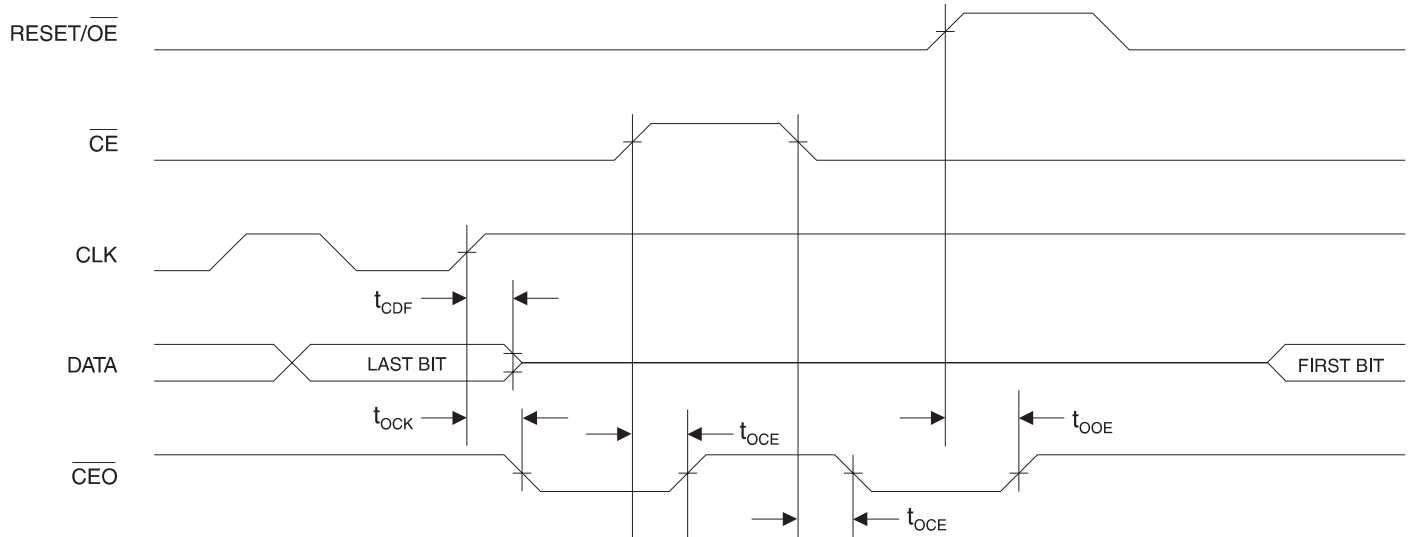 RESET/OE
CE
CLK
tCDF
DATA LAST BIT FIRST BIT
tOCK tOCE tOOE
CEO
tOCE